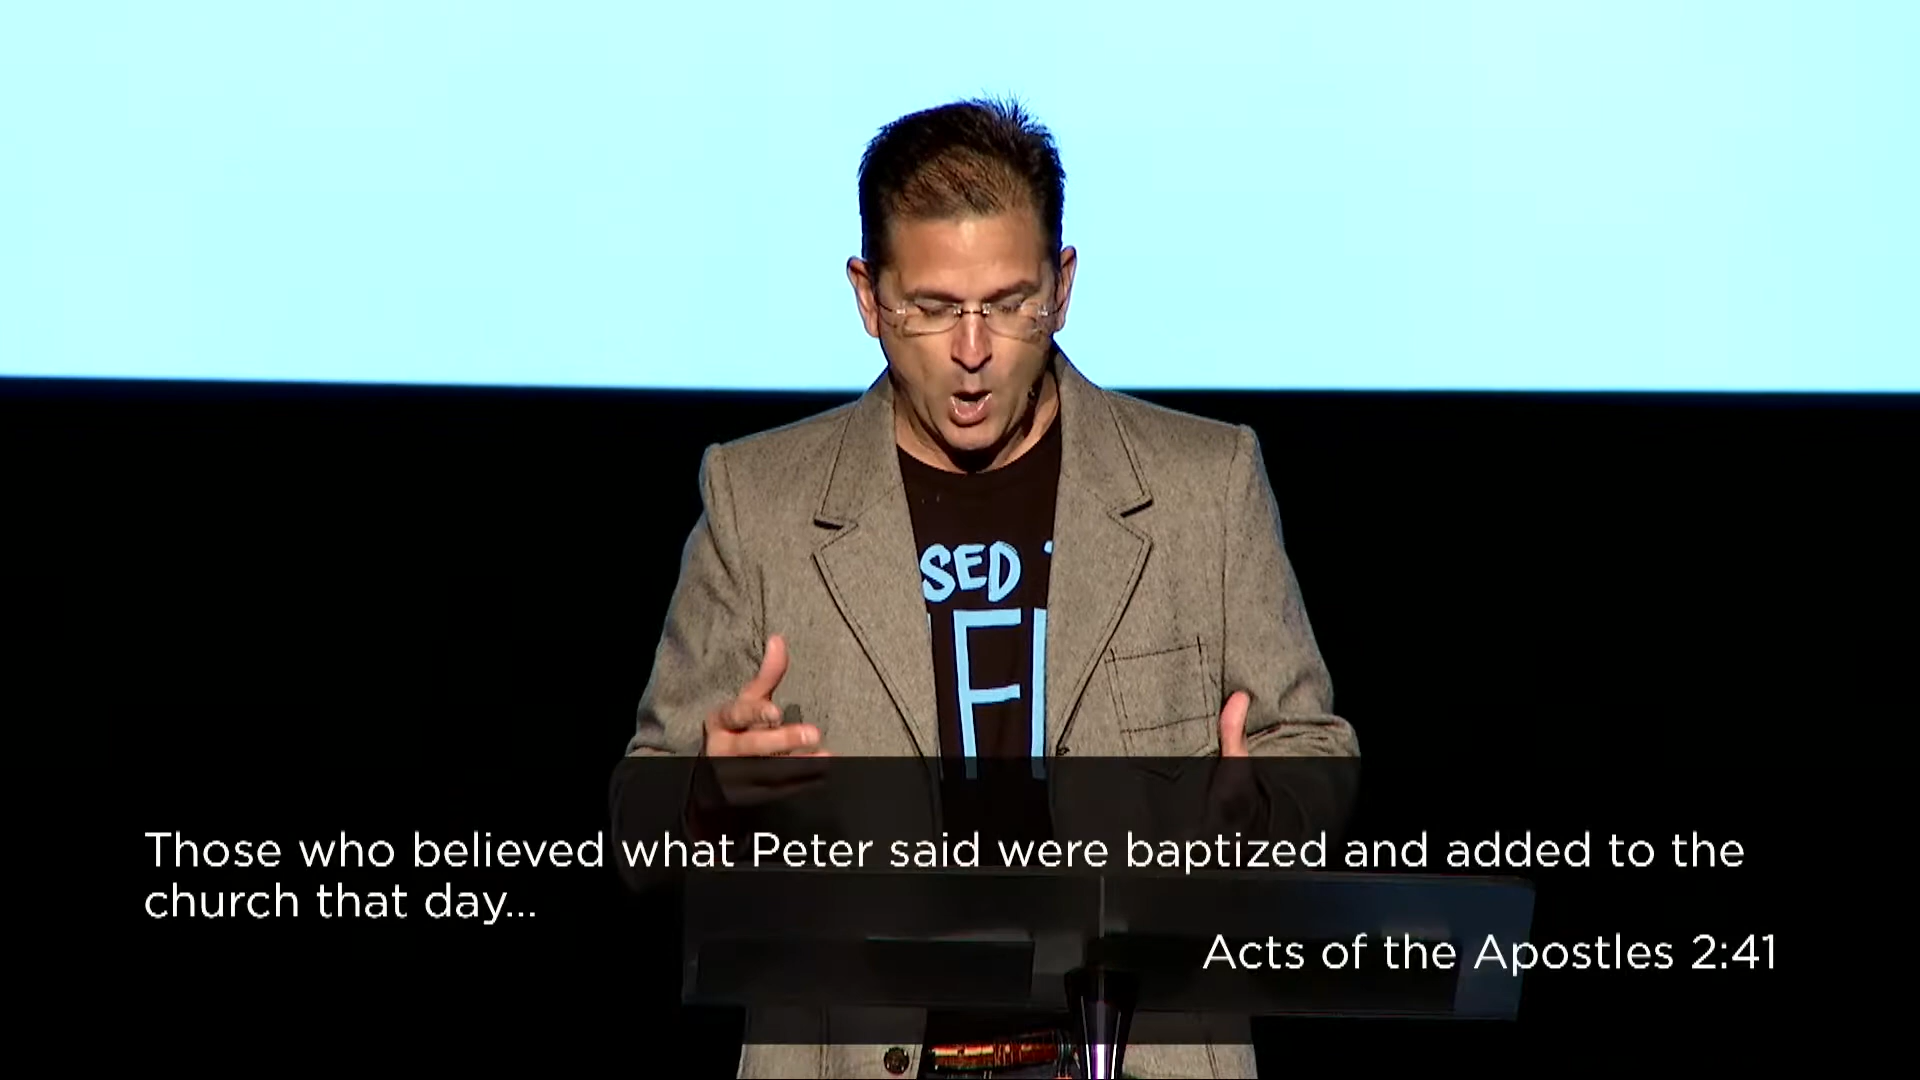 SED
FI
Those who believed what Peter said were baptized and added to the
church that day...
Acts of the Apostles 2:41